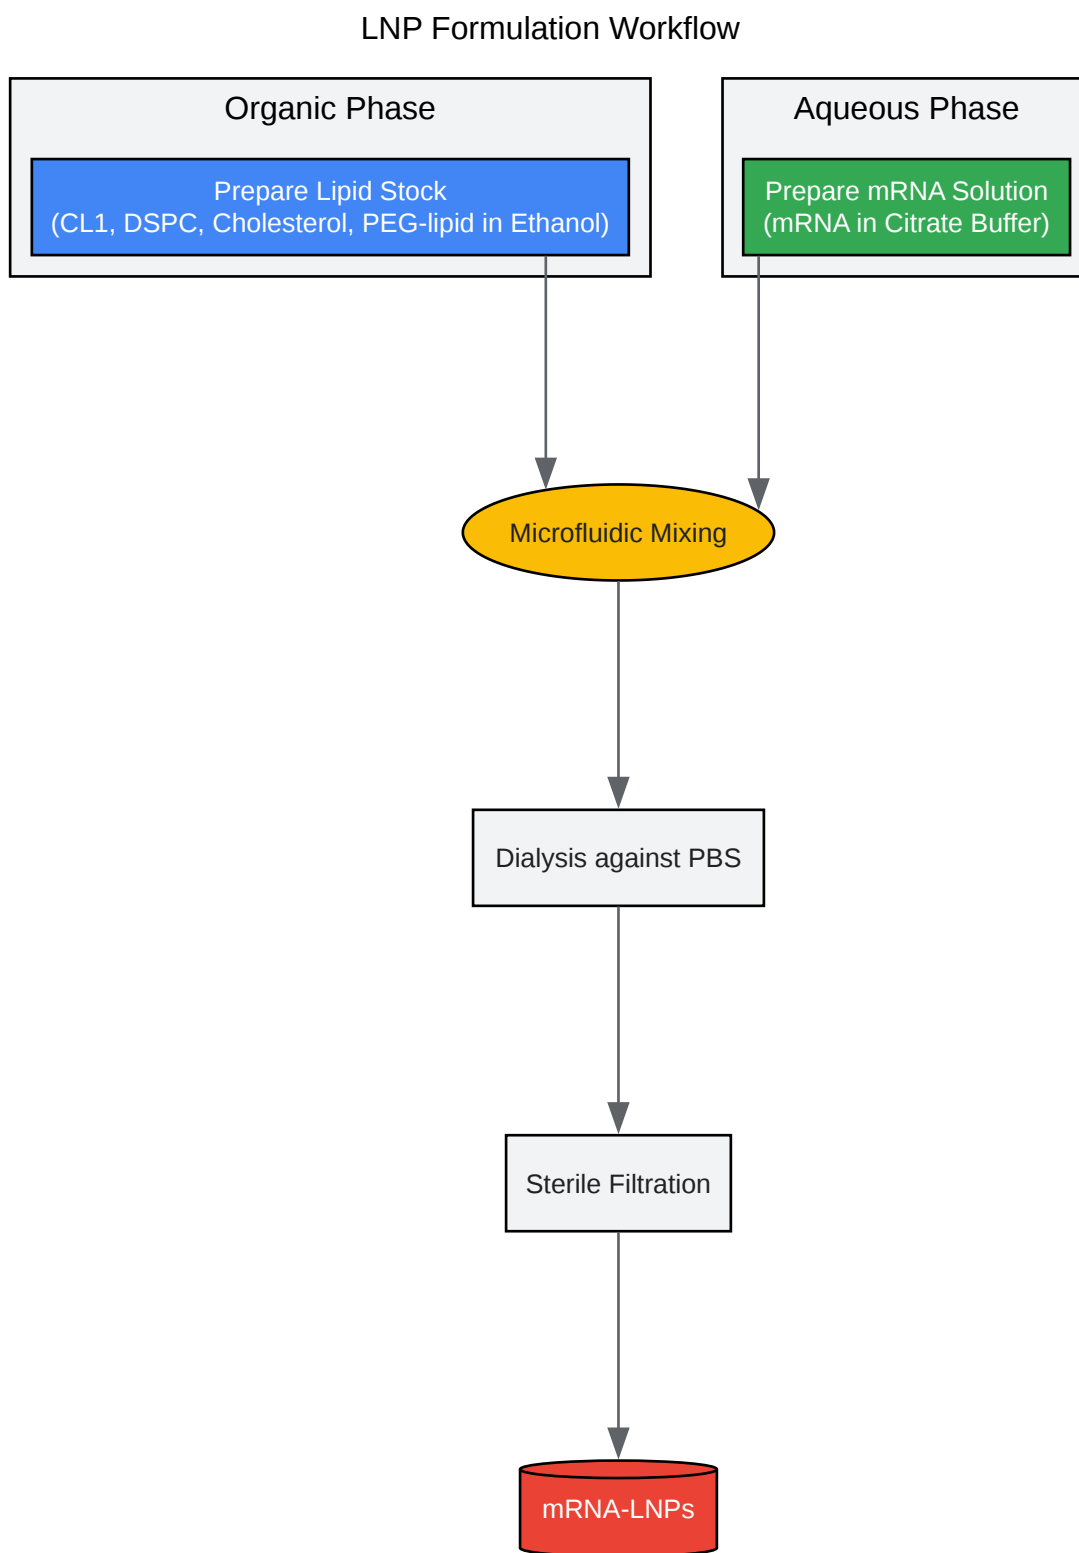 LNP Formulation Workflow
Organic Phase
Aqueous Phase
Prepare Lipid Stock
(CL1, DSPC, Cholesterol, PEG-lipid in Ethanol)
Prepare mRNA Solution
(mRNA in Citrate Buffer)
Microfluidic Mixing
Dialysis against PBS
Sterile Filtration
mRNA-LNPs